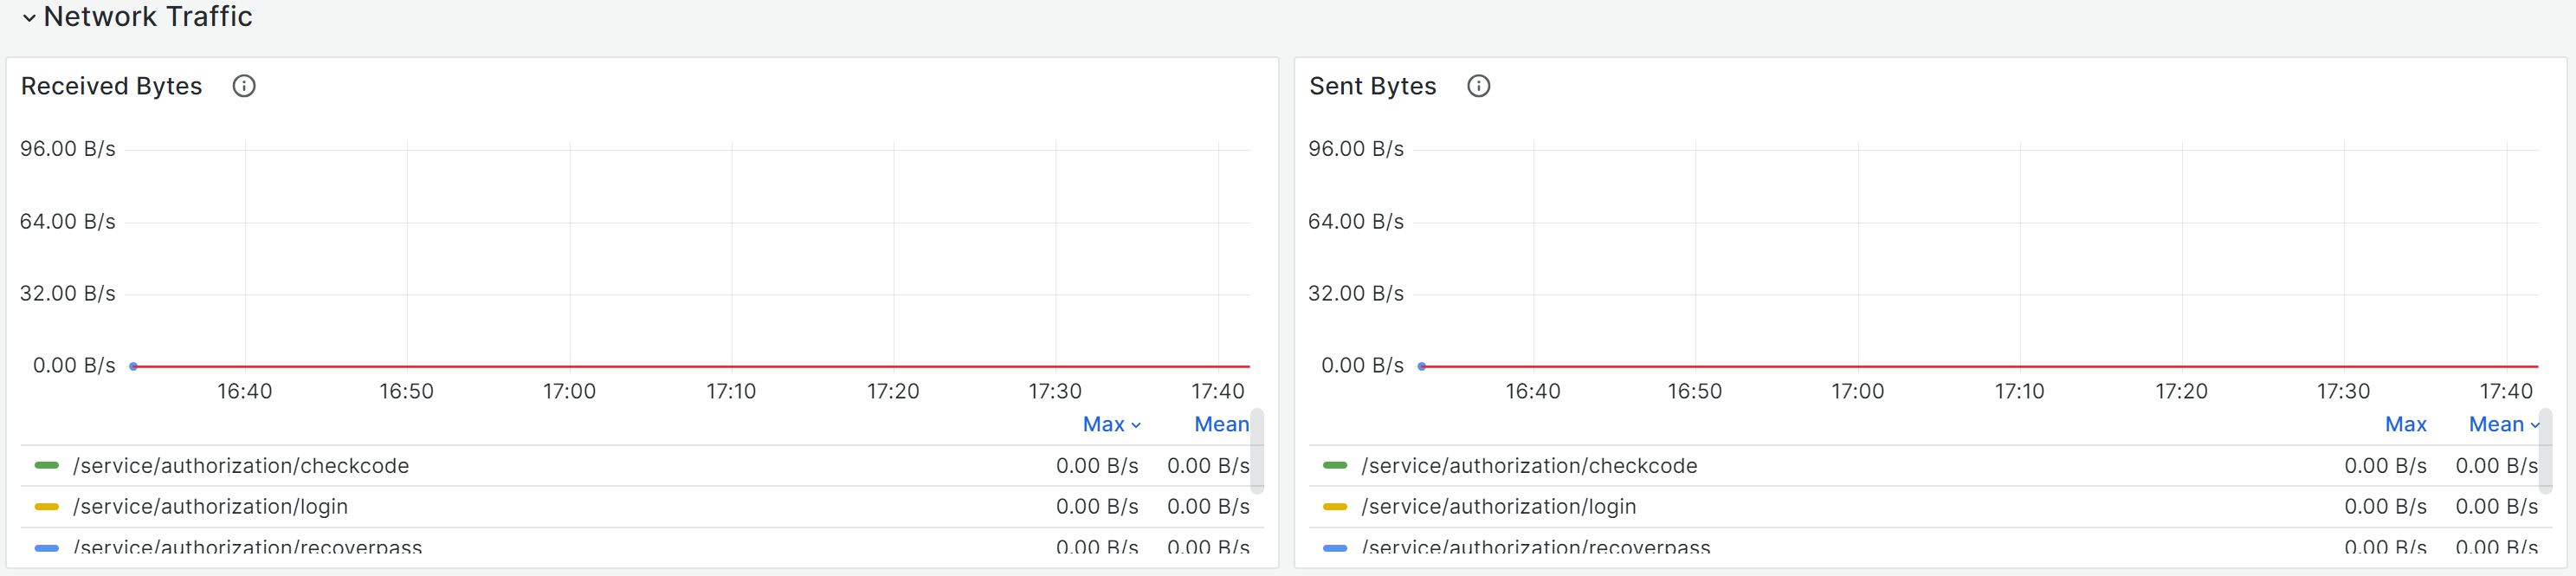 Network Traffic
Received Bytes
96.00 B/s
64.00 B/s
32.00 B/s
0.00 B/s
16:40 16:50 17:00 17:10 17:20 17:30 17:40
Max Mean
/service/authorization/checkcode 0.00 B/s 0.00 B/s
/service/authorization/login 0.00 B/s 0.00 B/s
/service/authorization/recoverpass 0.00 B/s 0.00 B/s
Sent Bytes
96.00 B/s
64.00 B/s
32.00 B/s
0.00 B/s
16:40 16:50 17:00 17:10 17:20 17:30 17:40
Max Mean
/service/authorization/checkcode 0.00 B/s 0.00 B/s
/service/authorization/login 0.00 B/s 0.00 B/s
/service/authorization/recoverpass 0.00 B/s 0.00 B/s